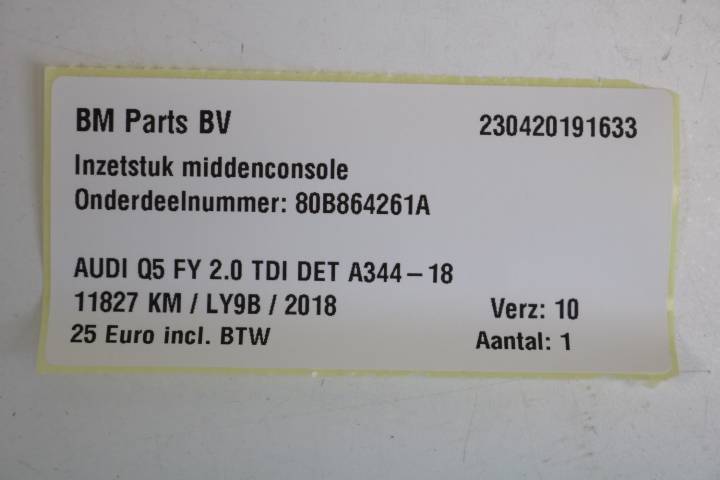 BM Parts BV 230420191633
Inzetstuk middenconsole
Onderdeelnummer: 80B864261A
AUDI Q5 FY 2.0 TDI DET A344-18
11827 KM / LY9B / 2018 Verz: 10
25 Euro incl. BTW Aantal: 1